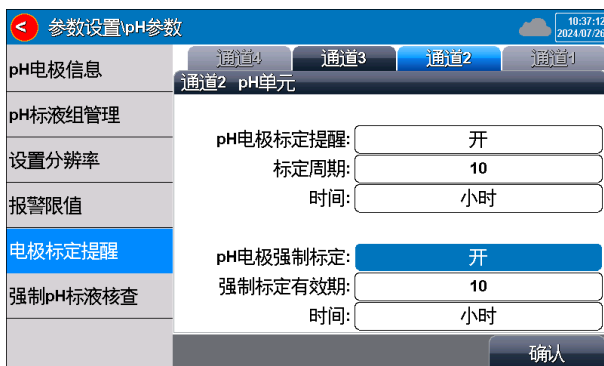 < 参数设置\pH参数
10:37:12
2024/07/26
pH电极信息
pH标液组管理
设置分辨率
报警限值
电极标定提醒
强制pH标液核查
通道4 通道3 通道2 通道1
通道2 pH单元
pH电极标定提醒: 开
标定周期: 10
时间: 小时
pH电极强制标定: 开
强制标定有效期: 10
时间: 小时
确认